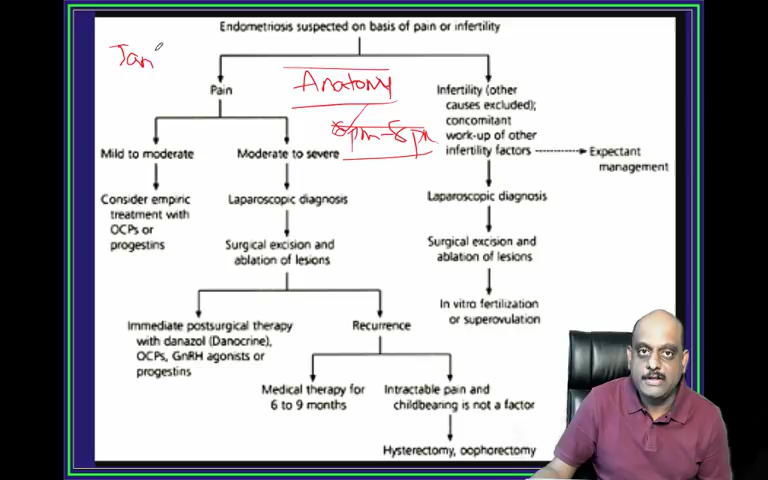 Endometriosis suspected on basis of pain or infertility
Jan
Anatomy
Pain
Infertility (other
causes excluded);
concomitant
work-up of other
infertility factors
Expectant
management
Mild to moderate
Moderate to severe
Consider empiric
treatment with
OCPs or
progestins
Laparoscopic diagnosis
Surgical excision and
ablation of lesions
Laparoscopic diagnosis
Surgical excision and
ablation of lesions
In vitro fertilization
or superovulation
Immediate postsurgical therapy
with danazol (Danocrine),
OCPs, GnRH agonists or
progestins
Recurrence
Medical therapy for
6 to 9 months
Intractable pain and
childbearing is not a factor
Hysterectomy, oophorectomy